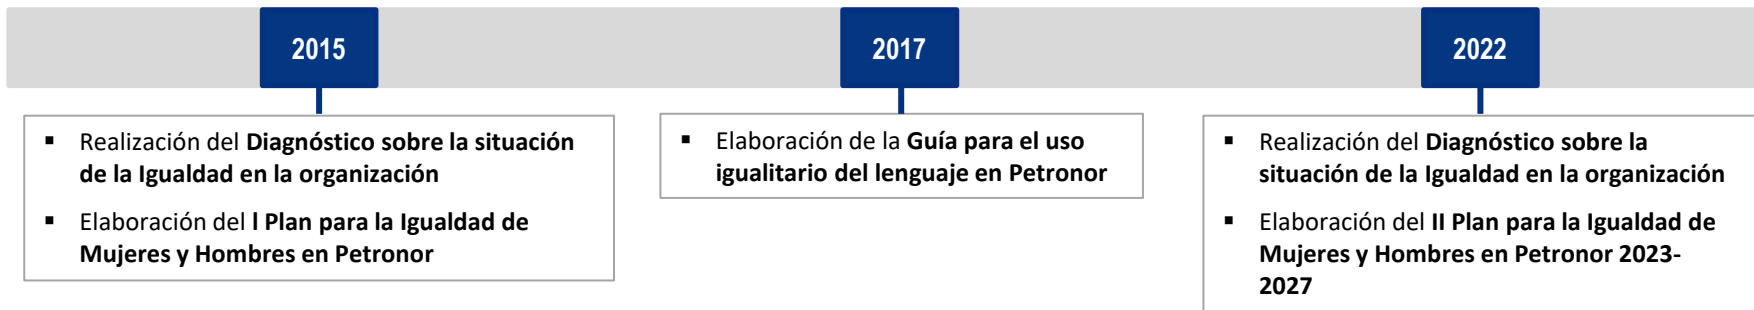 2015
2017
2022
▪ Realización del Diagnóstico sobre la situación
de la Igualdad en la organización
▪ Elaboración del l Plan para la Igualdad de
Mujeres y Hombres en Petronor
▪ Elaboración de la Guía para el uso
igualitario del lenguaje en Petronor
▪ Realización del Diagnóstico sobre la
situación de la Igualdad en la organización
▪ Elaboración del II Plan para la Igualdad de
Mujeres y Hombres en Petronor 2023-
2027